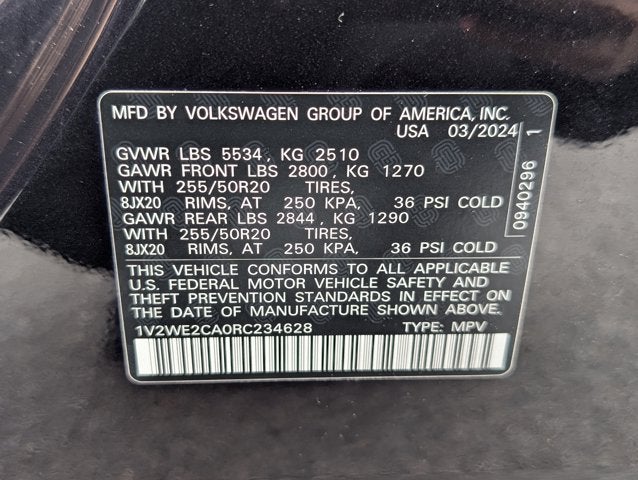 MFD BY VOLKSWAGEN GROUP OF AMERICA, INC.
USA 03/2024
GVWR LBS 5534, KG 2510
GAWR FRONT LBS 2800, KG 1270
WITH 255/50R20 TIRES,
8JX20 RIMS, AT 250 KPA, 36 PSI COLD
GAWR REAR LBS 2844, KG 1290
WITH 255/50R20 TIRES,
8JX20 RIMS, AT 250 KPA, 36 PSI COLD
THIS VEHICLE CONFORMS TO ALL APPLICABLE
U.S. FEDERAL MOTOR VEHICLE SAFETY AND
THEFT PREVENTION STANDARDS IN EFFECT ON
THE DATE OF MANUFACTURE SHOWN ABOVE.
1V2WE2CA0RC234628 TYPE: MPV
0940296 1